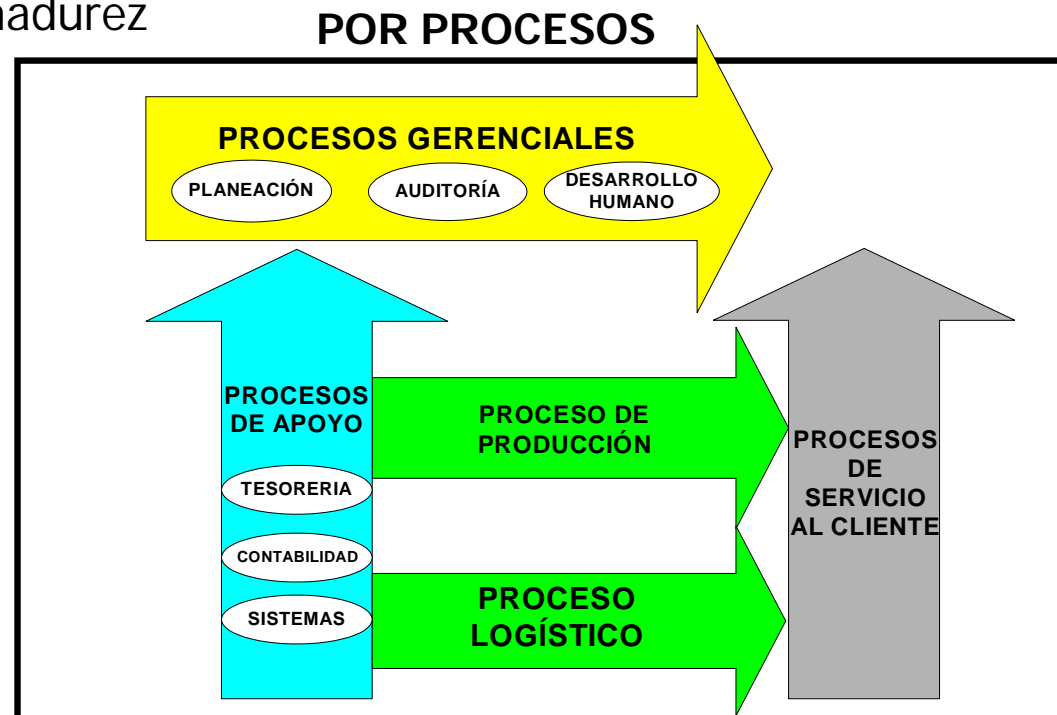 POR PROCESOS
PROCESOS GERENCIALES
PLANEACIÓN
AUDITORÍA
DESARROLLO
HUMANO
PROCESOS
DE APOYO
TESORERIA
CONTABILIDAD
SISTEMAS
PROCESO DE
PRODUCCIÓN
PROCESO
LOGÍSTICO
PROCESOS
DE
SERVICIO
AL CLIENTE